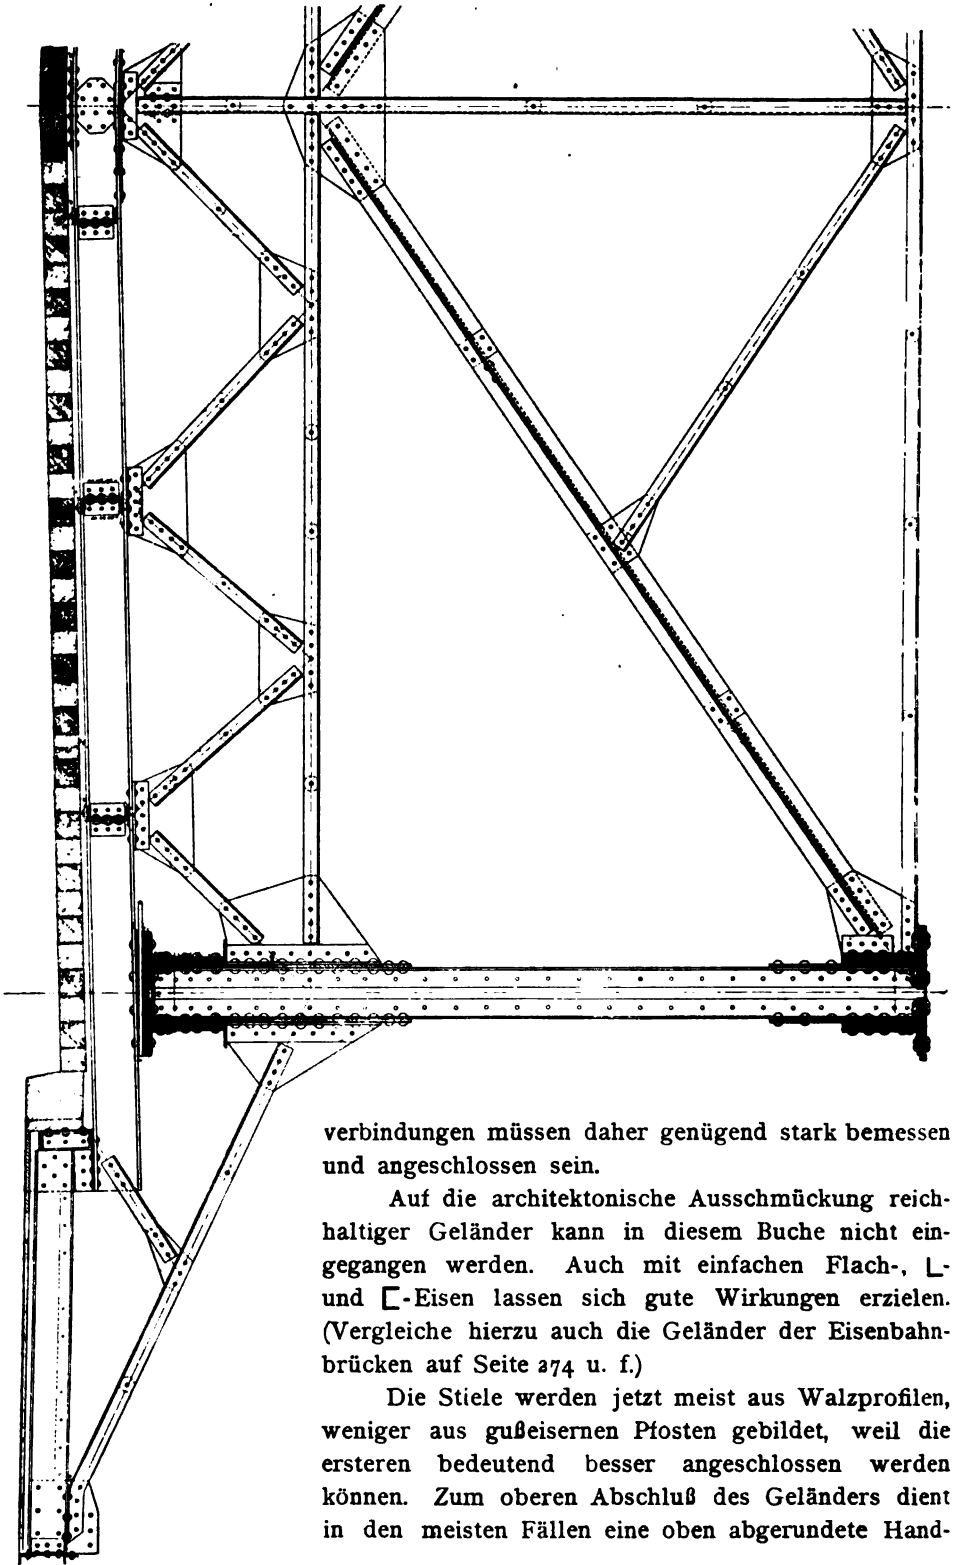 verbindungen müssen daher genügend stark bemessen
und angeschlossen sein.
Auf die architektonische Ausschmückung reich-
haltiger Geländer kann in diesem Buche nicht ein-
gegangen werden. Auch mit einfachen Flach-, L-
und C-Eisen lassen sich gute Wirkungen erzielen.
(Vergleiche hierzu auch die Geländer der Eisenbahn-
brücken auf Seite 274 u. f.)
Die Stiele werden jetzt meist aus Walzprofilen,
weniger aus gußeisernen Pfosten gebildet, weil die
ersteren bedeutend besser angeschlossen werden
können. Zum oberen Abschluß des Geländers dient
in den meisten Fällen eine oben abgerundete Hand-